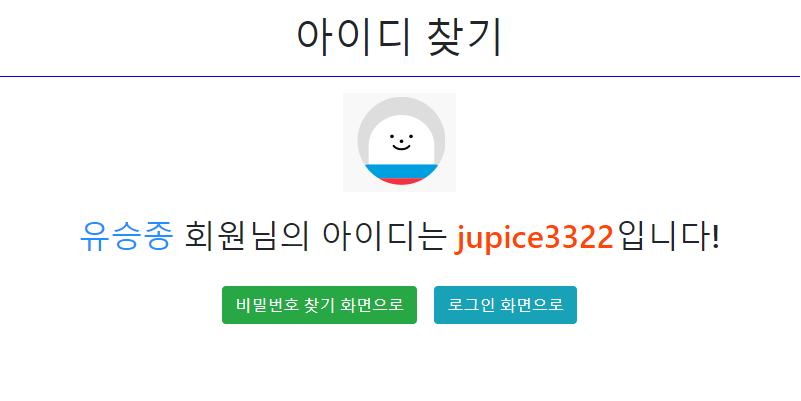 아이디 찾기
유승종 회원님의 아이디는 jupice3322입니다!
비밀번호 찾기 화면으로 로그인 화면으로